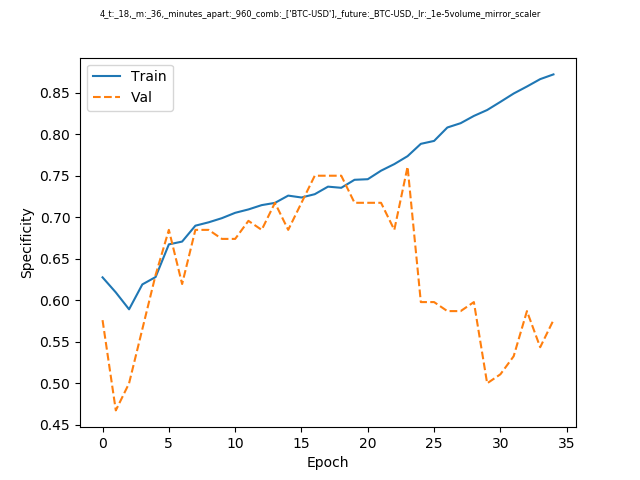 4_t:_18,_m:_36,_minutes_apart:_960_comb:_['BTC-USD'],_future:_BTC-USD,_lr:_1e-5volume_mirror_scaler
Train
Val
0.85
0.80
0.75
0.70
0.65
0.60
0.55
0.50
0.45
Specificity
0 5 10 15 20 25 30 35
Epoch